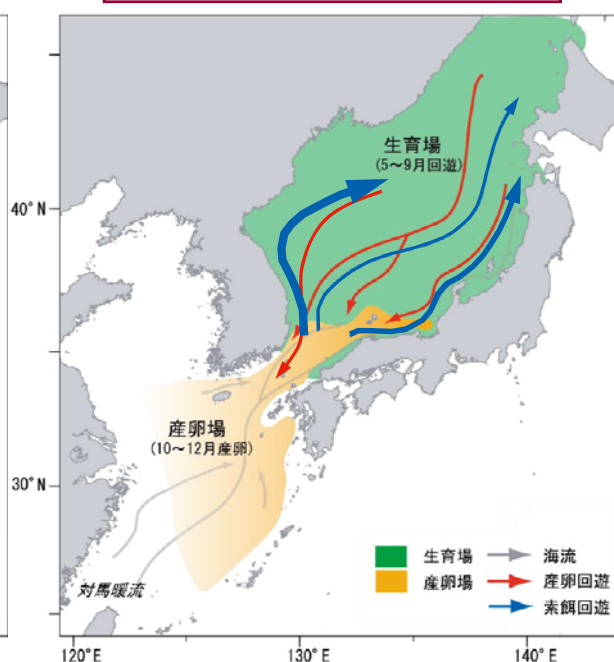 生育場
(5～9月回遊)
40°N
産卵場
(10～12月産卵)
30°N
対馬暖流
生育場
海流
産卵場
産卵回遊
素餌回遊
120°E
130°E
140°E